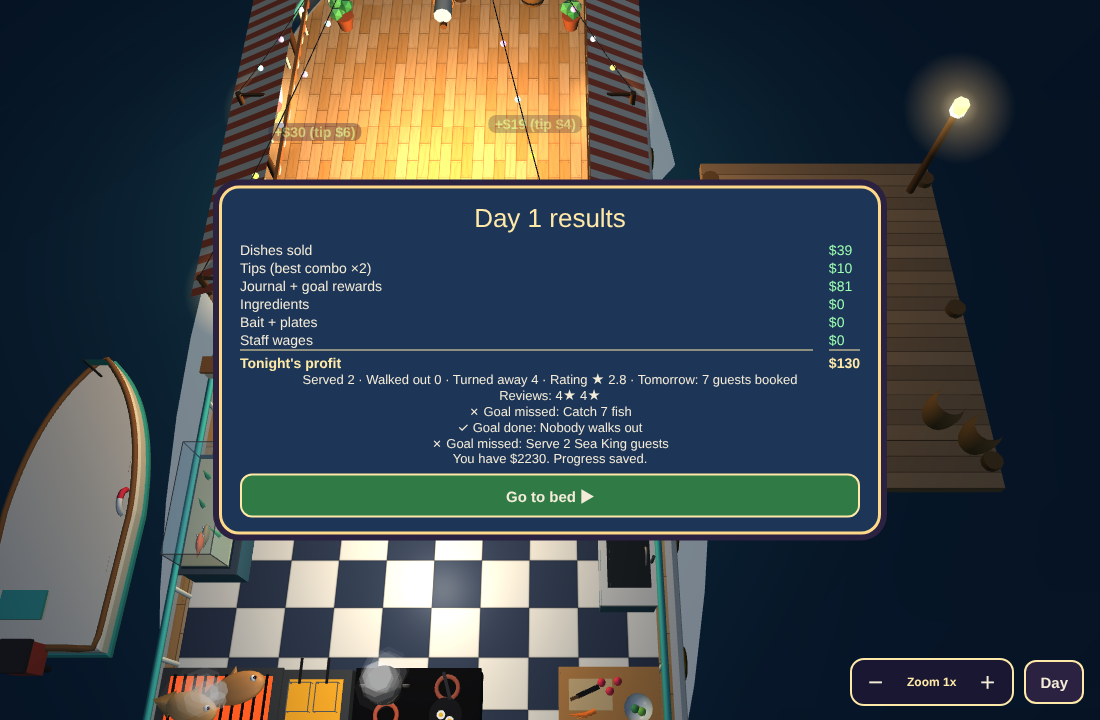 +$30 (tip $6)
+$19 (tip $4)
Day 1 results
Dishes sold $39
Tips (best combo ×2) $10
Journal + goal rewards $81
Ingredients $0
Bait + plates $0
Staff wages $0
Tonight's profit $130
Served 2 · Walked out 0 · Turned away 4 · Rating ★ 2.8 · Tomorrow: 7 guests booked
Reviews: 4★ 4★
× Goal missed: Catch 7 fish
✓ Goal done: Nobody walks out
× Goal missed: Serve 2 Sea King guests
You have $2230. Progress saved.
Go to bed ▶
− Zoom 1x +
Day